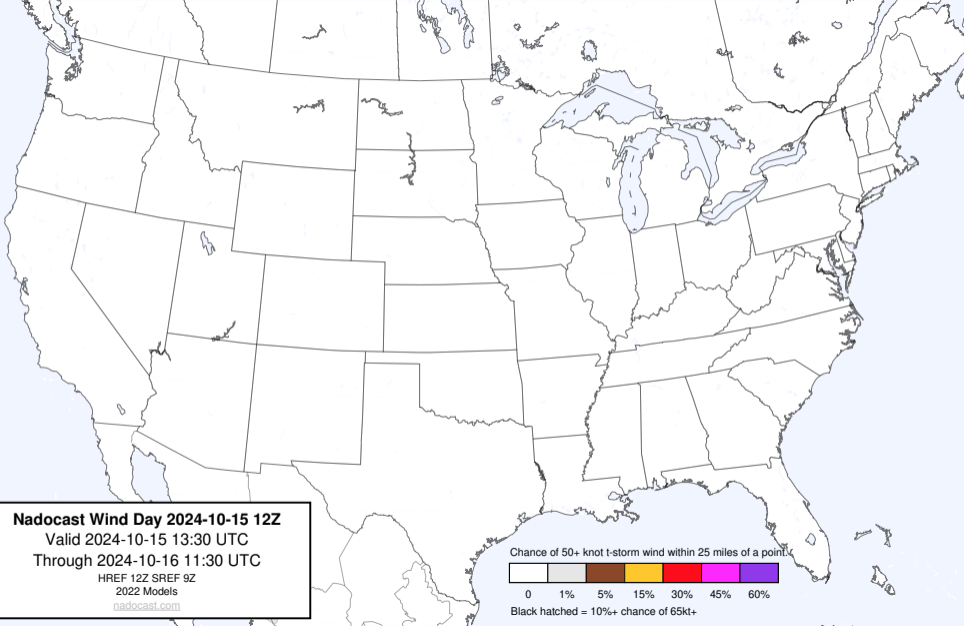 Nadocast Wind Day 2024-10-15 12Z
Valid 2024-10-15 13:30 UTC
Through 2024-10-16 11:30 UTC
HREF 12Z SREF 9Z
2022 Models
nadocast.com
Chance of 50+ knot t-storm wind within 25 miles of a point.
0 1% 5% 15% 30% 45% 60%
Black hatched = 10%+ chance of 65kt+